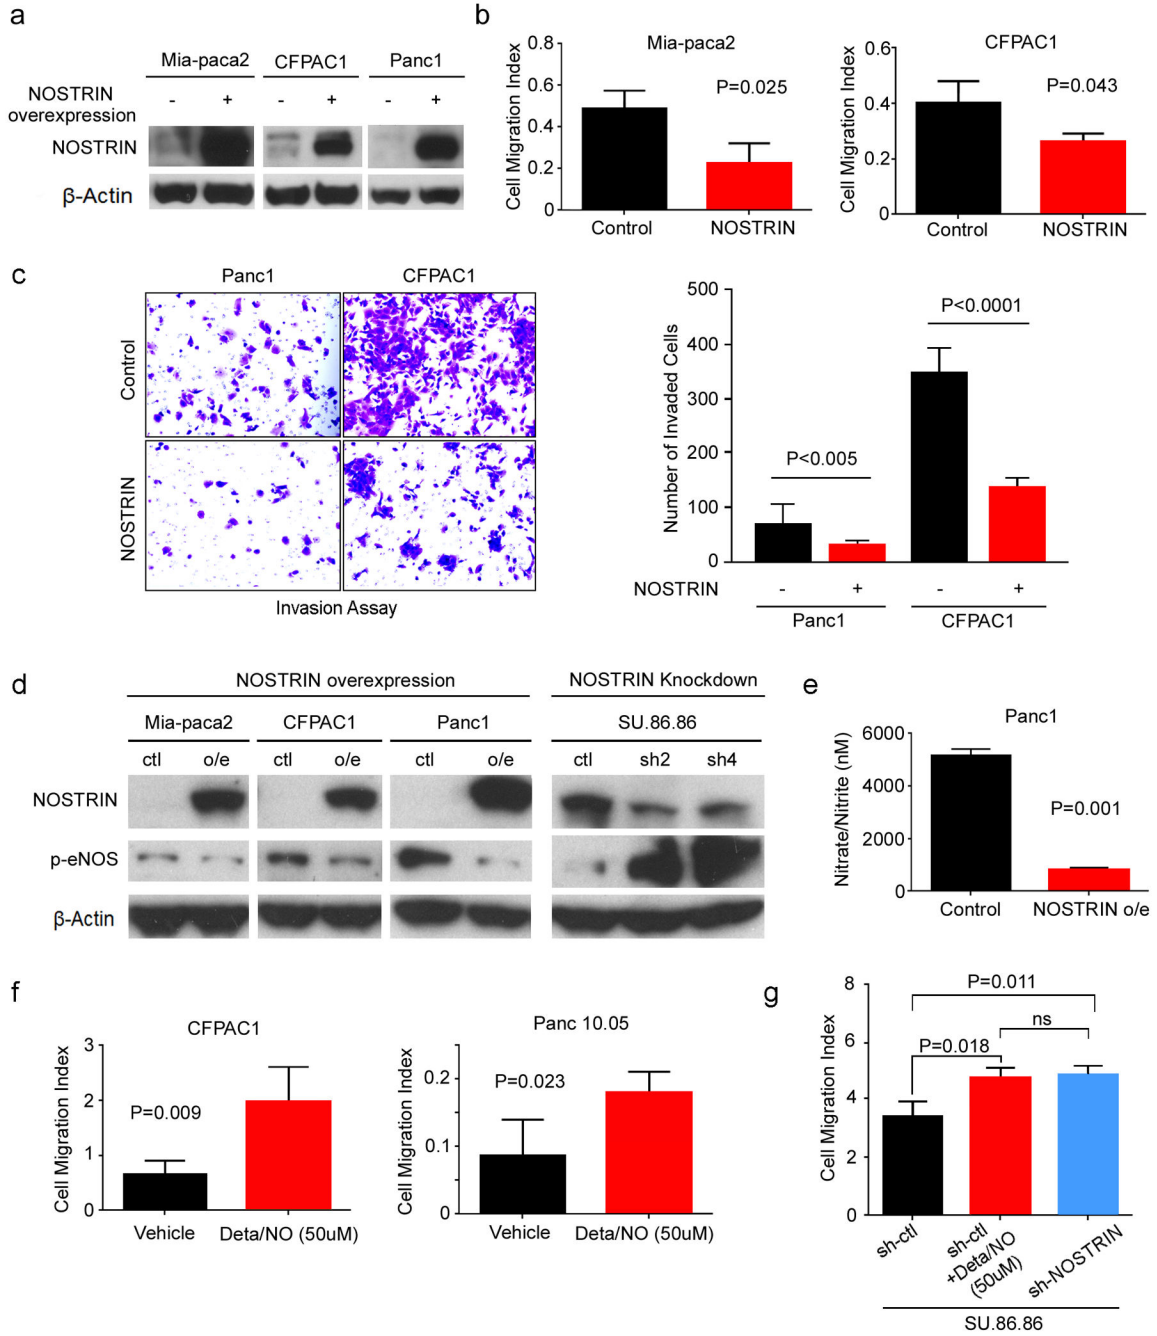 a
Mia-paca2 CFPAC1 Panc1
NOSTRIN
overexpression
- + - + - +
NOSTRIN
β-Actin
b
Mia-paca2
Cell Migration Index
0.8
0.6
0.4
0.2
0
P=0.025
Control NOSTRIN
CFPAC1
Cell Migration Index
0.6
0.4
0.2
0
P=0.043
Control NOSTRIN
c
Panc1 CFPAC1
Control
NOSTRIN
Invasion Assay
Number of Invaded Cells
500
400
300
200
100
0
P<0.005
P<0.0001
NOSTRIN - + - +
Panc1 CFPAC1
d
NOSTRIN overexpression NOSTRIN Knockdown
Mia-paca2 CFPAC1 Panc1 SU.86.86
ctl o/e ctl o/e ctl o/e ctl sh2 sh4
NOSTRIN
p-eNOS
β-Actin
e
Panc1
Nitrate/Nitrite (nM)
6000
4000
2000
0
P=0.001
Control NOSTRIN o/e
f
CFPAC1
Cell Migration Index
3
2
1
0
P=0.009
Vehicle Deta/NO (50uM)
Panc 10.05
Cell Migration Index
0.2
0.1
0
P=0.023
Vehicle Deta/NO (50uM)
g
Cell Migration Index
8
6
4
2
0
P=0.011
ns
P=0.018
sh-ctl
sh-ctl
+Deta/NO
(50uM)
sh-NOSTRIN
SU.86.86